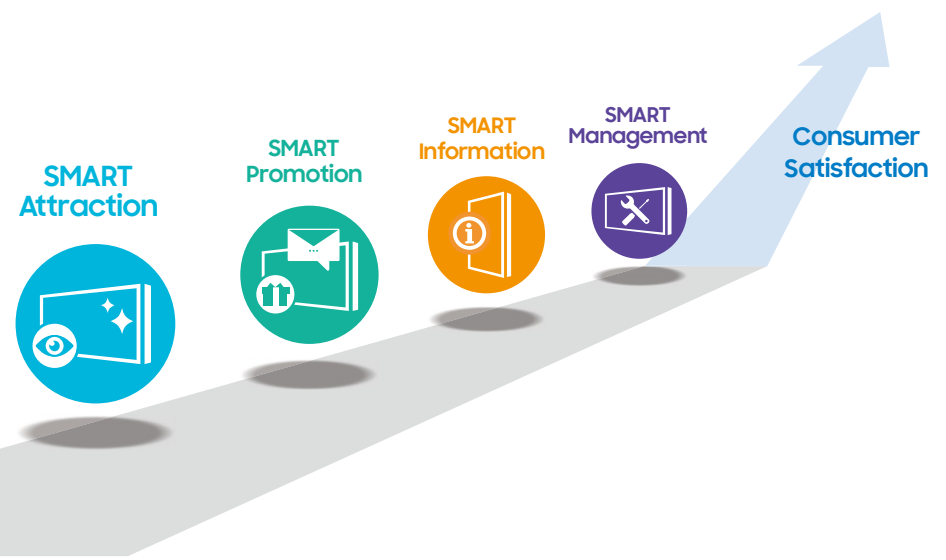 SMART
Attraction
SMART
Promotion
SMART
Information
SMART
Management
Consumer
Satisfaction